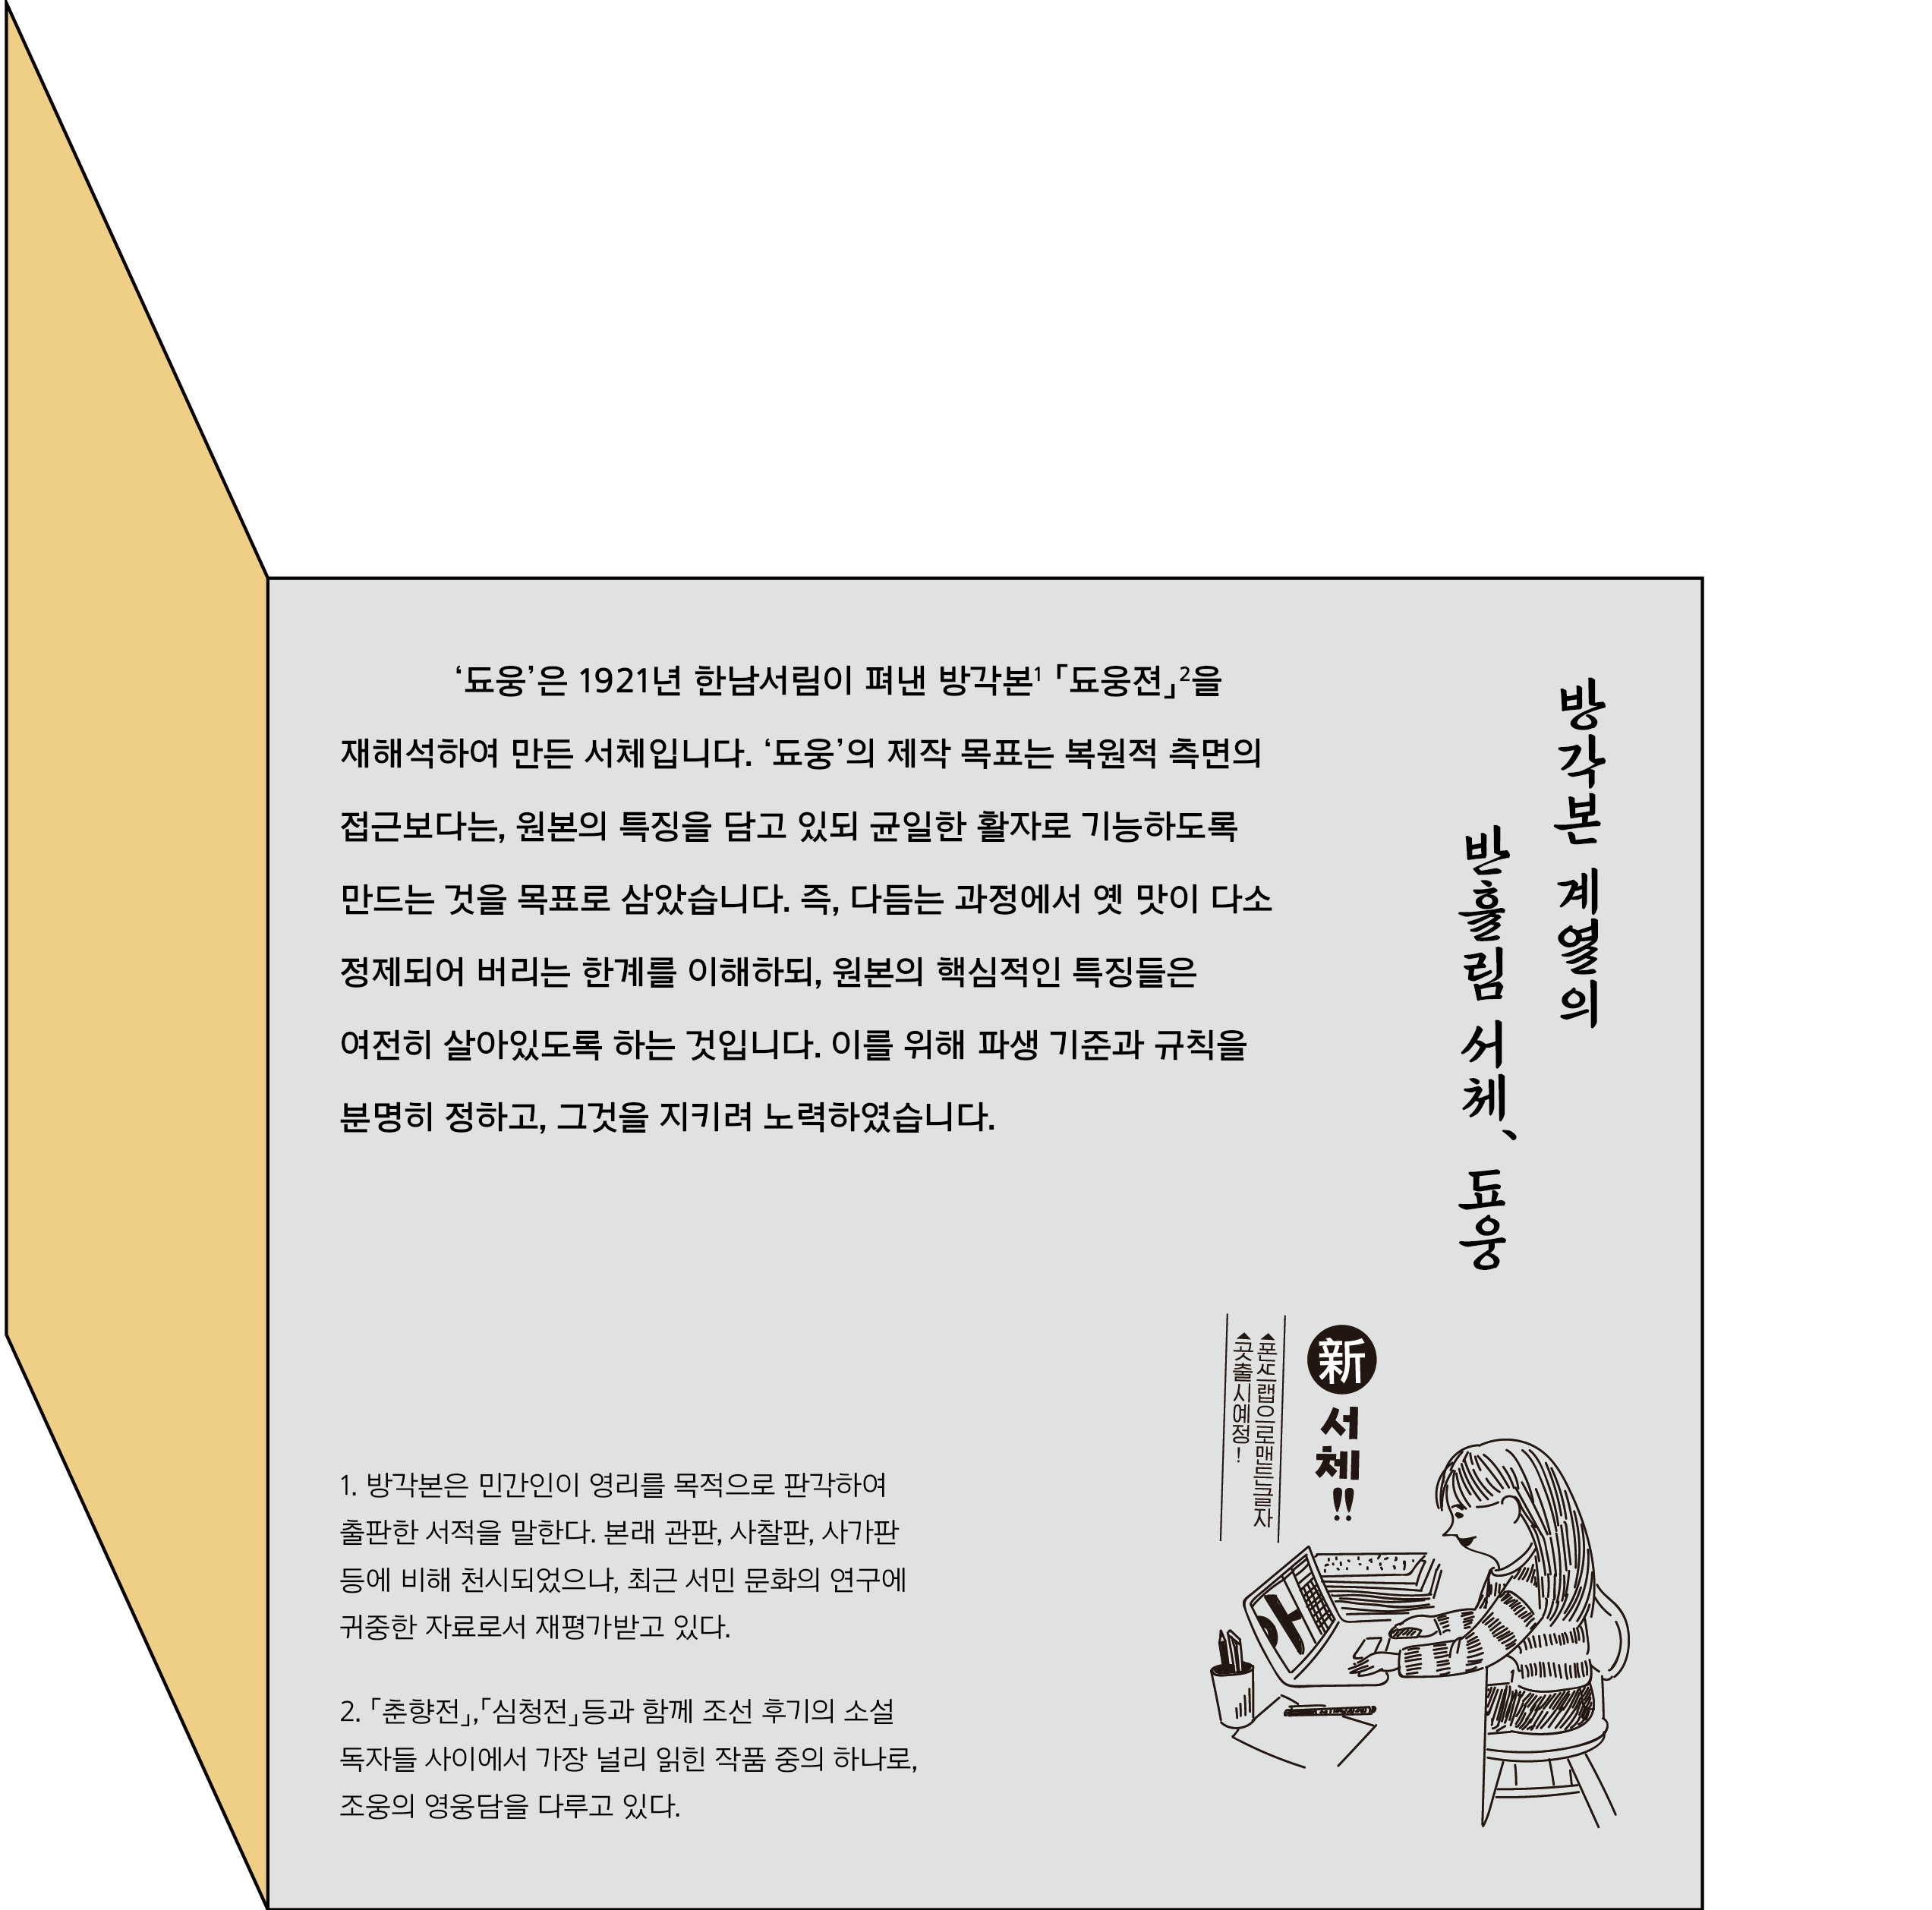 방각본 계열의
반흘림 서체、 됴웅
‘됴웅’은 1921년 한남서림이 펴낸 방각본¹ 「됴웅젼」²을
재해석하여 만든 서체입니다. ‘됴웅’의 제작 목표는 복원적 측면의
접근보다는, 원본의 특징을 담고 있되 균일한 활자로 기능하도록
만드는 것을 목표로 삼았습니다. 즉, 다듬는 과정에서 옛 맛이 다소
정제되어 버리는 한계를 이해하되, 원본의 핵심적인 특징들은
여전히 살아있도록 하는 것입니다. 이를 위해 파생 기준과 규칙을
분명히 정하고, 그것을 지키려 노력하였습니다.
新
서체!!
▲폰트랩으로맨든글자
▲곳출시예정!
아
1. 방각본은 민간인이 영리를 목적으로 판각하여
출판한 서적을 말한다. 본래 관판, 사찰판, 사가판
등에 비해 천시되었으나, 최근 서민 문화의 연구에
귀중한 자료로서 재평가받고 있다.
2. 「춘향전」,「심청전」등과 함께 조선 후기의 소설
독자들 사이에서 가장 널리 읽힌 작품 중의 하나로,
조웅의 영웅담을 다루고 있다.